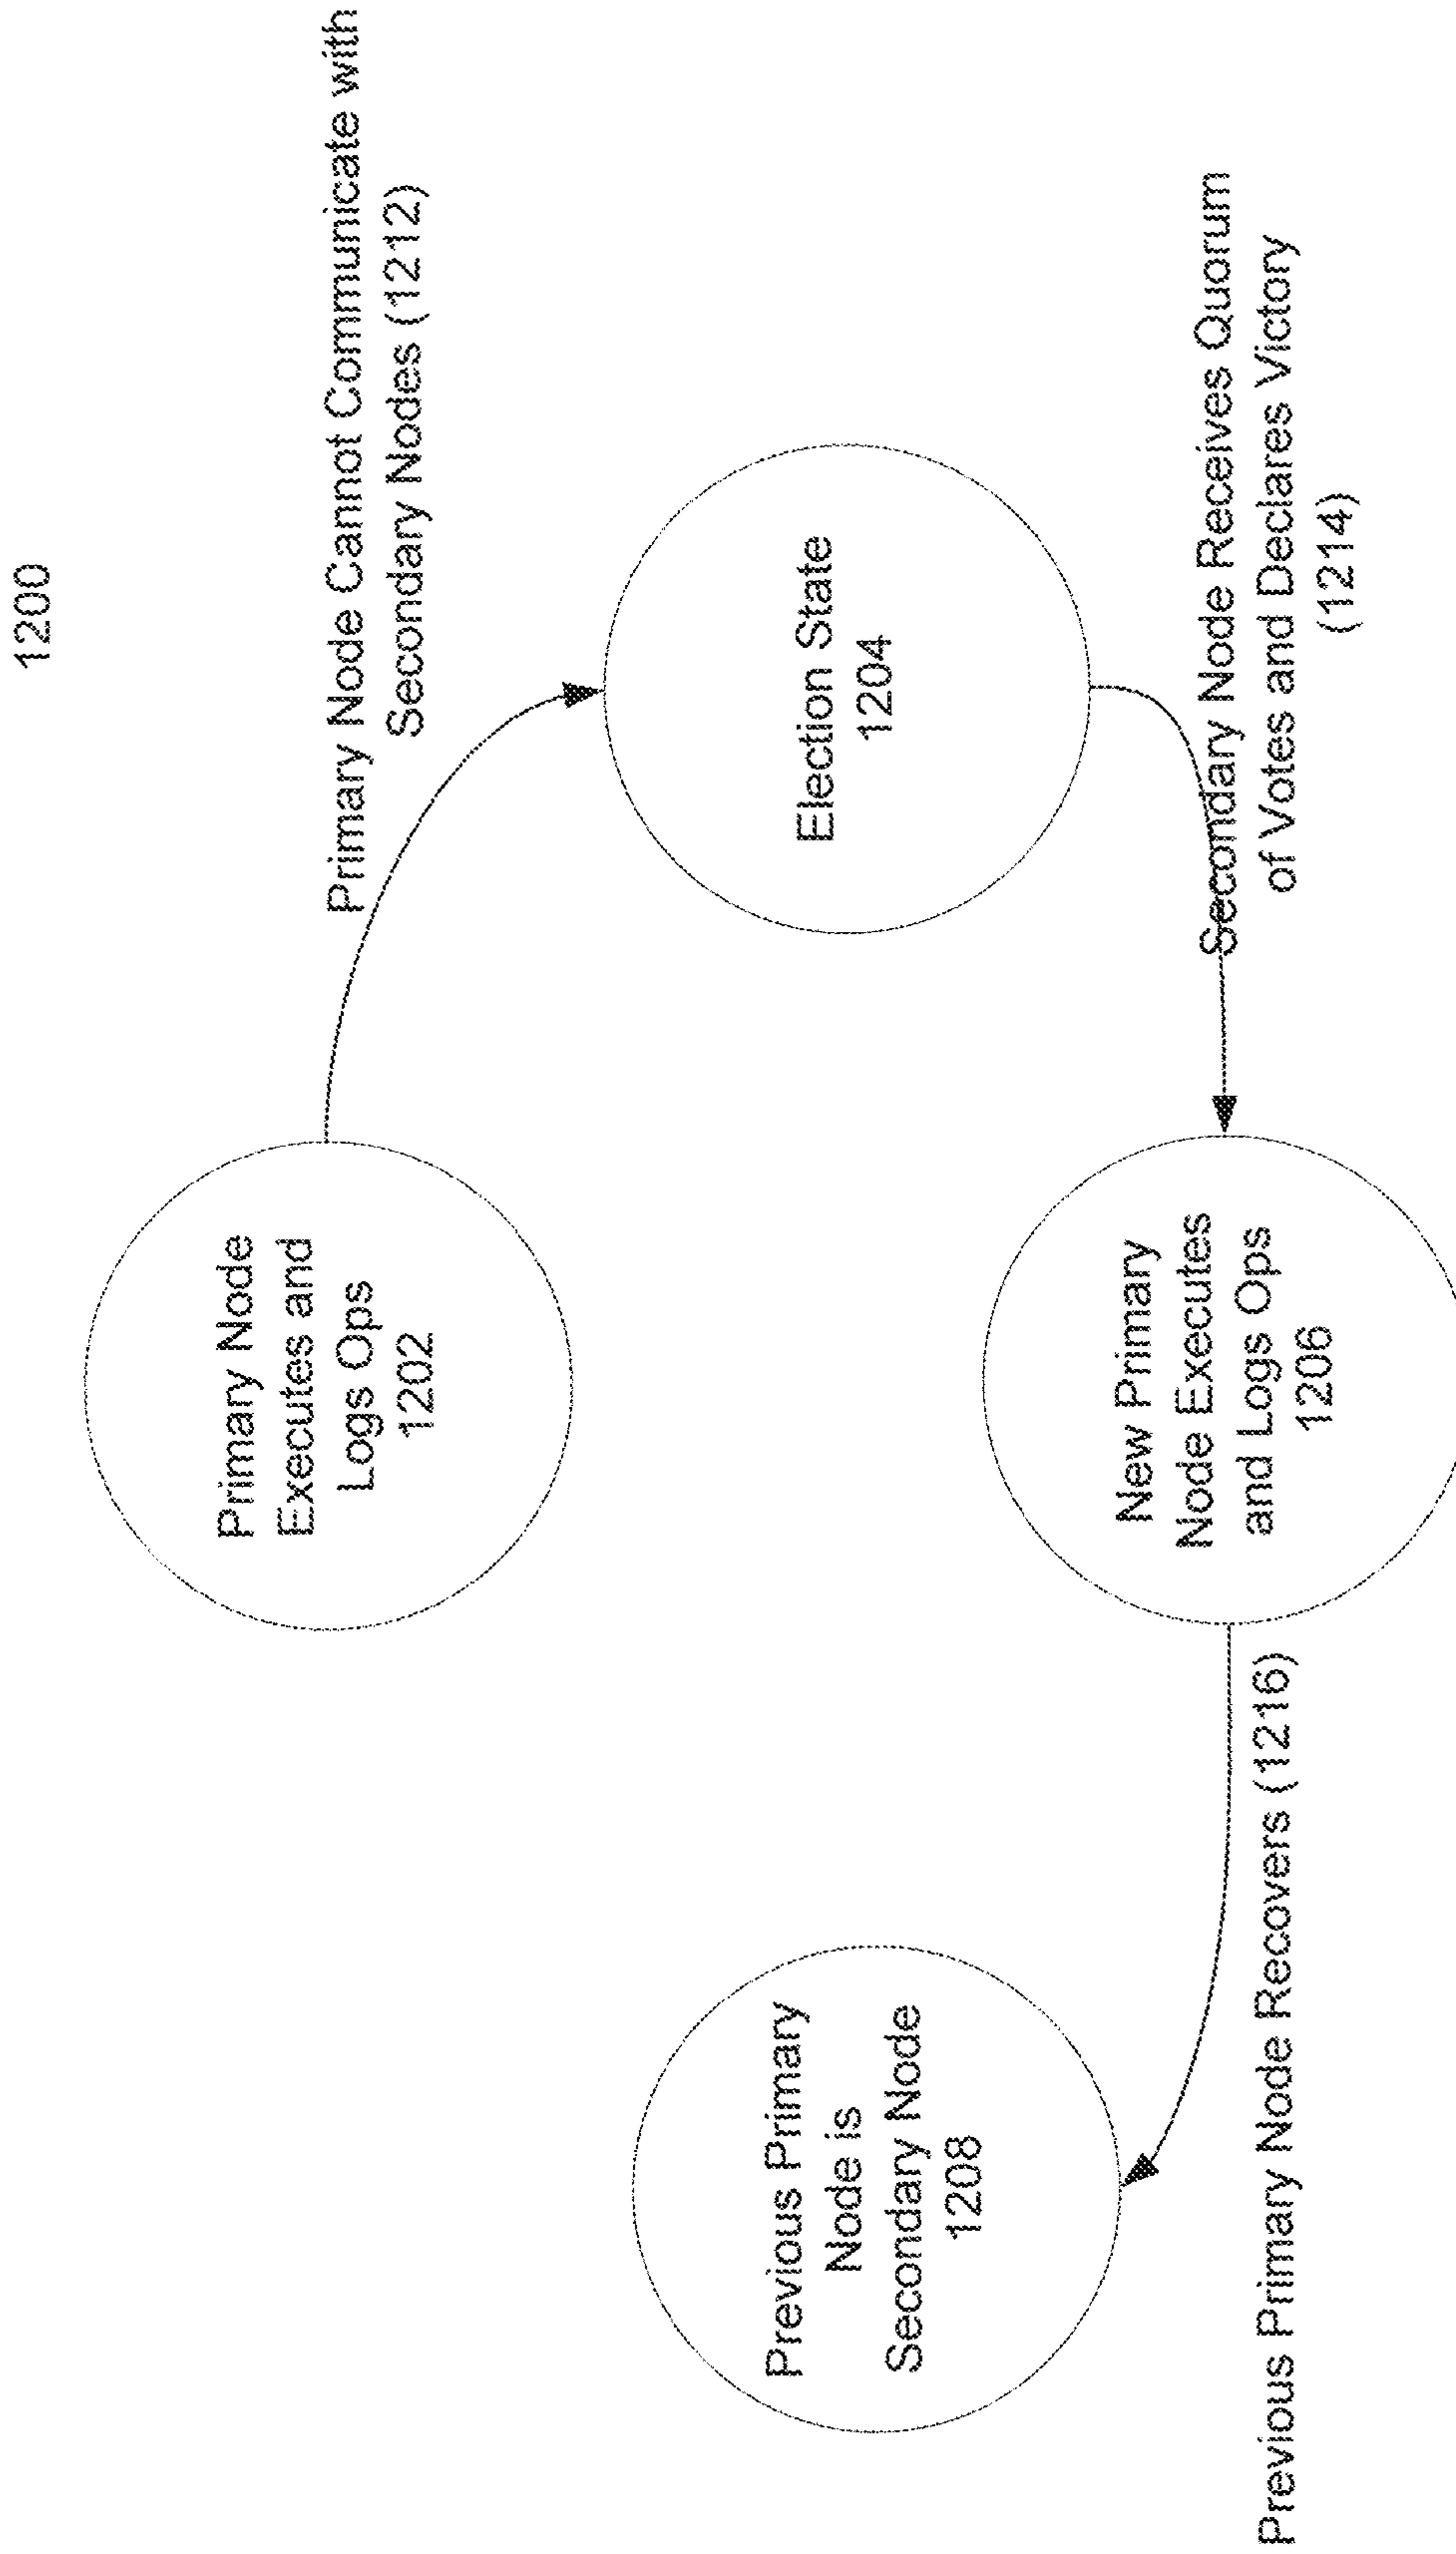 1200
Primary Node
Executes and
Logs Ops
1202
Primary Node Cannot Communicate with
Secondary Nodes (1212)
Election State
1204
Secondary Node Receives Quorum
of Votes and Declares Victory
(1214)
New Primary
Node Executes
and Logs Ops
1206
Previous Primary Node Recovers (1216)
Previous Primary
Node is
Secondary Node
1208